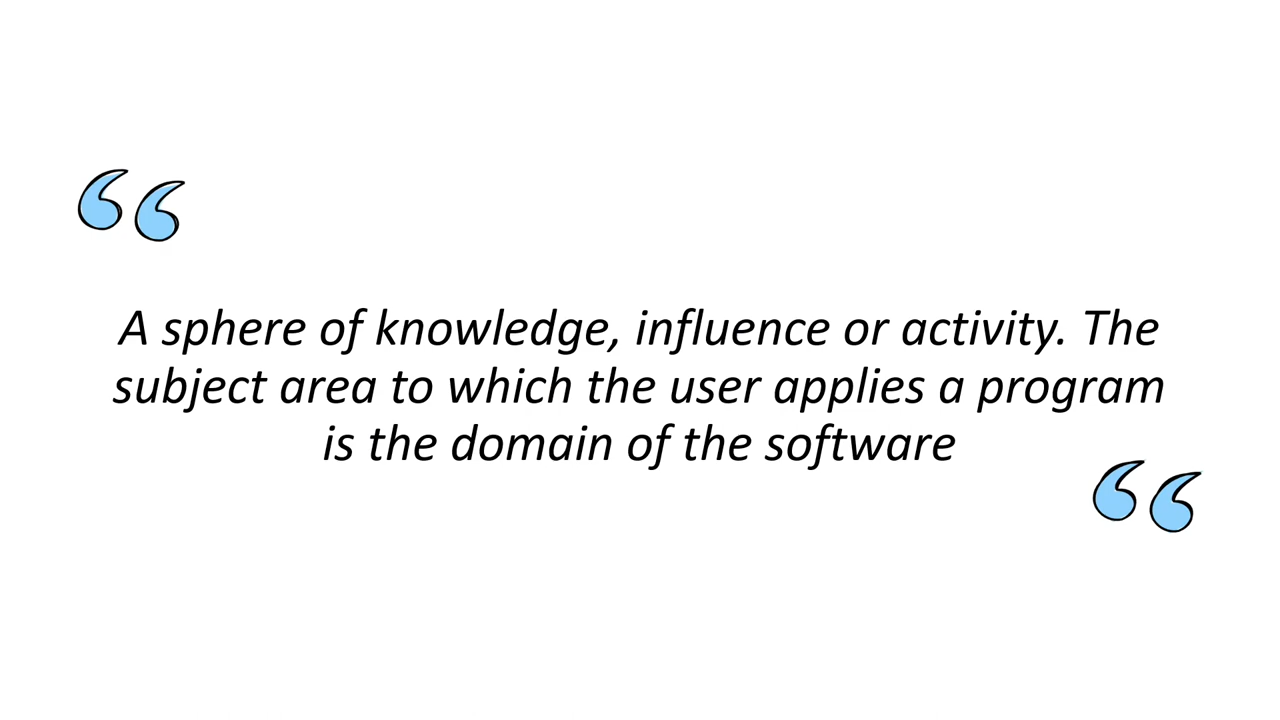 A sphere of knowledge, influence or activity. The
subject area to which the user applies a program
is the domain of the software